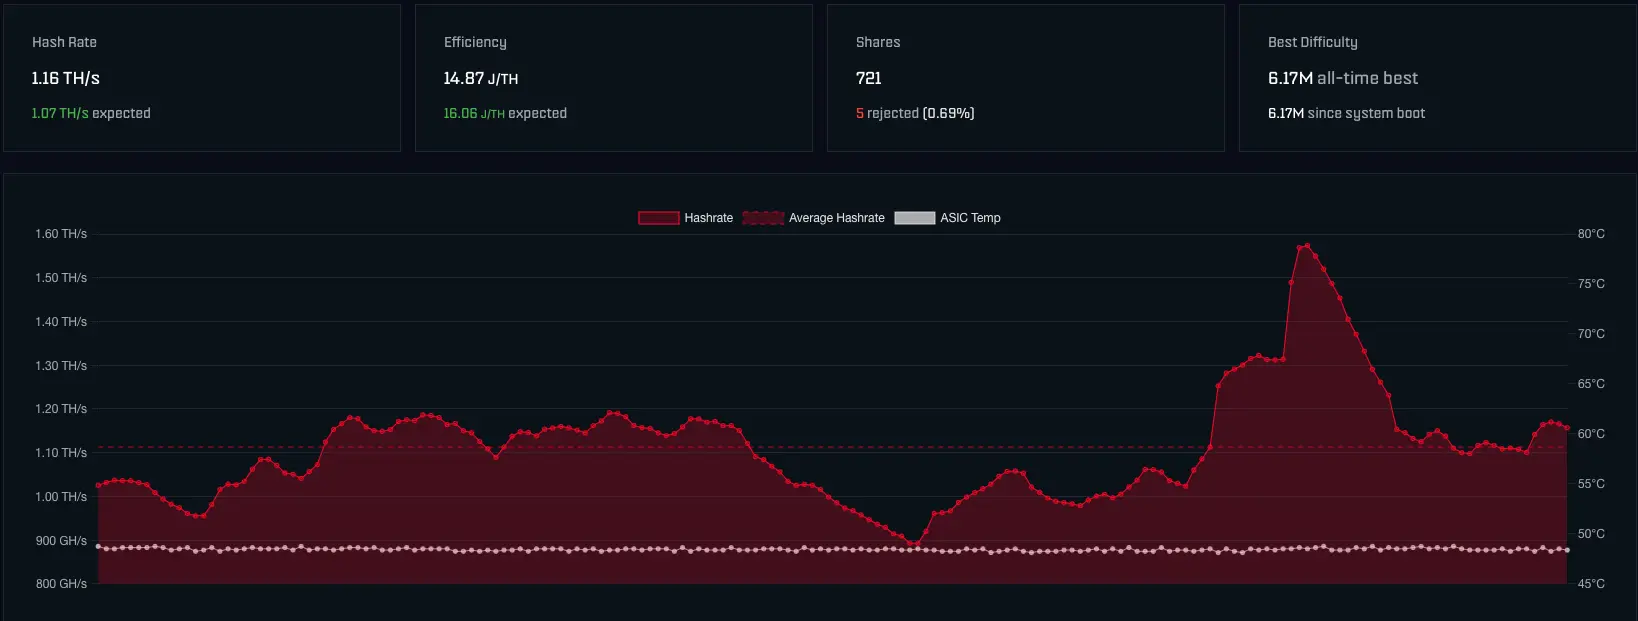 Hash Rate
1.16 TH/s
1.07 TH/s expected
Efficiency
14.87 J/TH
16.06 J/TH expected
Shares
721
5 rejected (0.69%)
Best Difficulty
6.17M all-time best
6.17M since system boot
Hashrate Average Hashrate ASIC Temp
1.60 TH/s
1.50 TH/s
1.40 TH/s
1.30 TH/s
1.20 TH/s
1.10 TH/s
1.00 TH/s
900 GH/s
800 GH/s
80°C
75°C
70°C
65°C
60°C
55°C
50°C
45°C